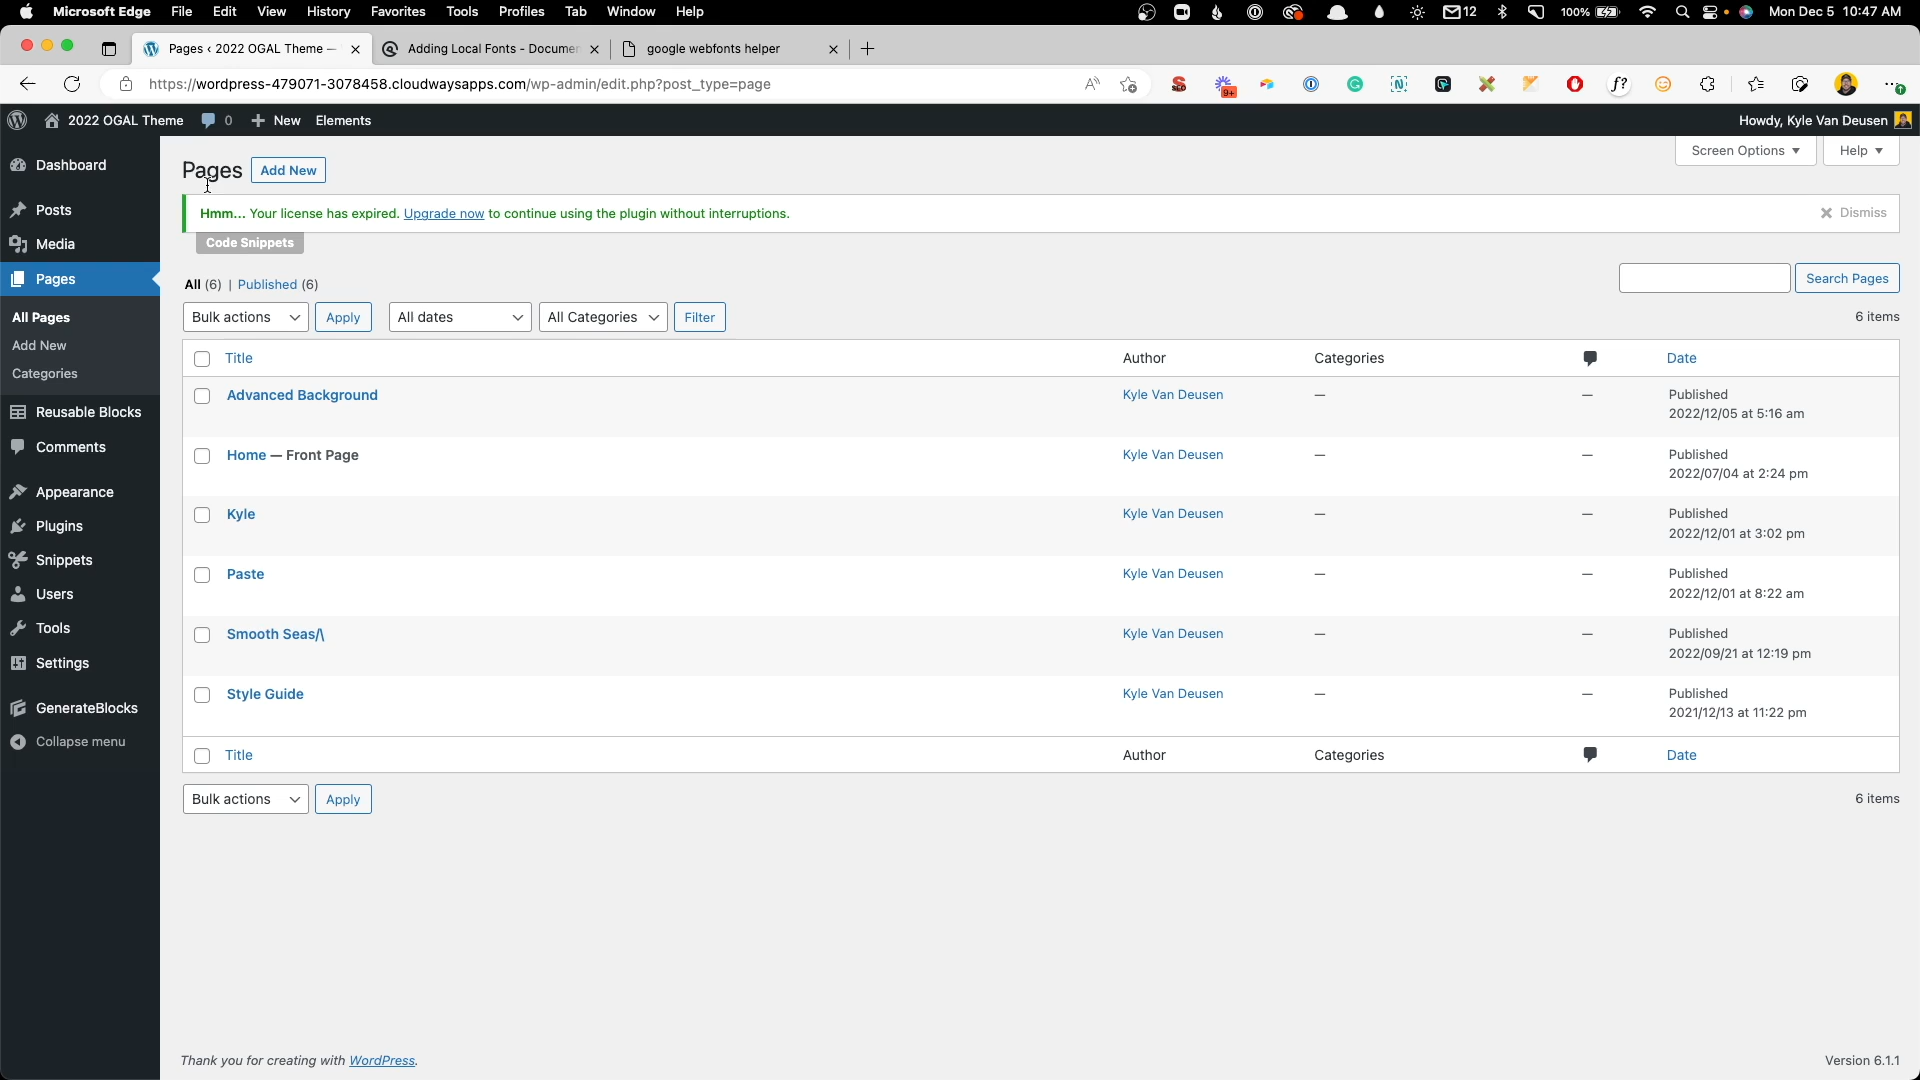 Microsoft Edge File Edit View History Favorites Tools Profiles Tab Window Help 12 100% Mon Dec 5 10:47 AM
Pages ‹ 2022 OGAL Theme — Adding Local Fonts - Documen google webfonts helper
https://wordpress-479071-3078458.cloudwaysapps.com/wp-admin/edit.php?post_type=page 9+ f?
2022 OGAL Theme 0 New Elements Howdy, Kyle Van Deusen
Screen Options Help
Dashboard
Posts
Media
Pages
All Pages
Add New
Categories
Reusable Blocks
Comments
Appearance
Plugins
Snippets
Users
Tools
Settings
GenerateBlocks
Collapse menu
Pages Add New
Hmm... Your license has expired. Upgrade now to continue using the plugin without interruptions. Dismiss
Code Snippets
All (6) | Published (6)
Search Pages
Bulk actions Apply All dates All Categories Filter 6 items
Title Author Categories Date
Advanced Background Kyle Van Deusen — — Published
2022/12/05 at 5:16 am
Home — Front Page Kyle Van Deusen — — Published
2022/07/04 at 2:24 pm
Kyle Kyle Van Deusen — — Published
2022/12/01 at 3:02 pm
Paste Kyle Van Deusen — — Published
2022/12/01 at 8:22 am
Smooth Seas/\ Kyle Van Deusen — — Published
2022/09/21 at 12:19 pm
Style Guide Kyle Van Deusen — — Published
2021/12/13 at 11:22 pm
Title Author Categories Date
Bulk actions Apply 6 items
Thank you for creating with WordPress. Version 6.1.1